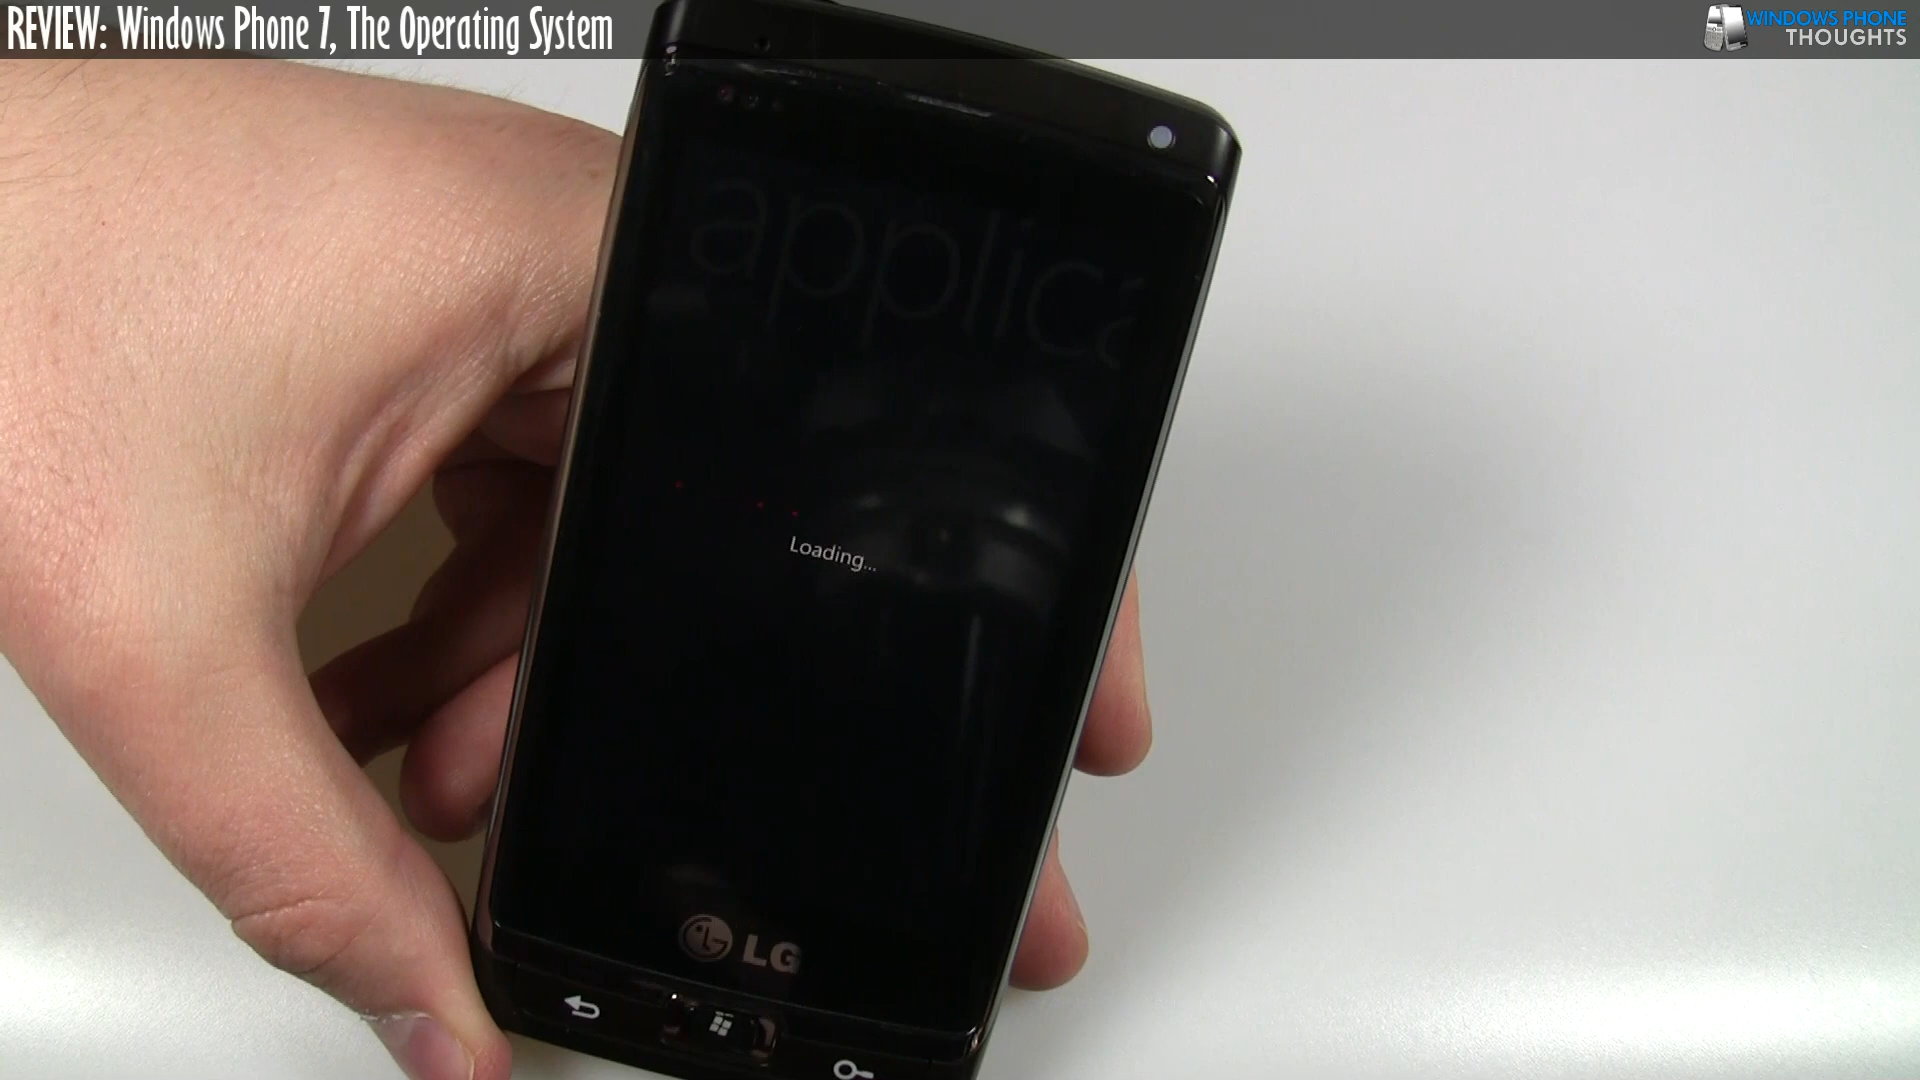 REVIEW: Windows Phone 7, The Operating System
WINDOWS PHONE
THOUGHTS
applica
Loading...
LG